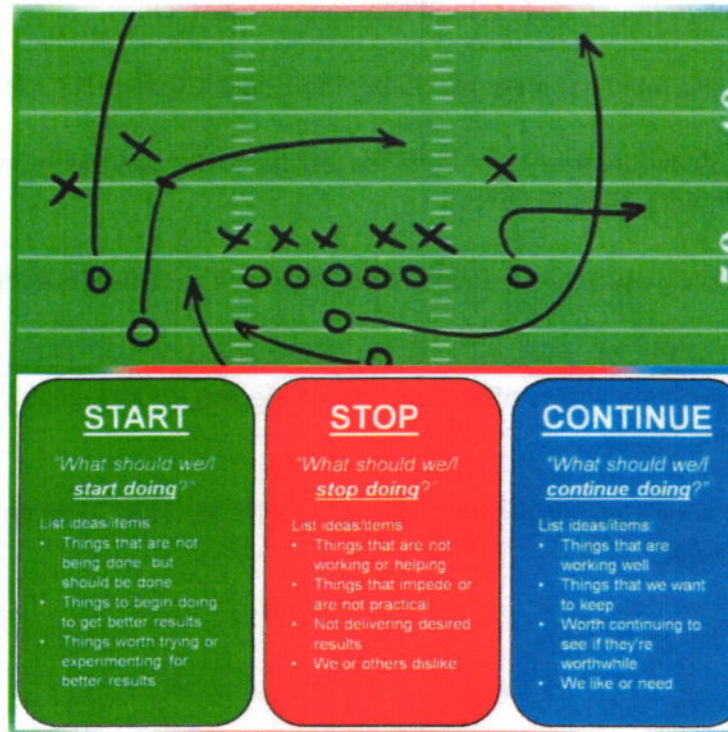 START
"What should we/I
start doing?"
List ideas/items
• Things that are not
being done, but
should be done
• Things to begin doing
to get better results
• Things worth trying or
experimenting for
better results
STOP
"What should we/I
stop doing?"
List ideas/items
• Things that are not
working or helping
• Things that impede or
are not practical
• Not delivering desired
results
• We or others dislike
CONTINUE
"What should we/I
continue doing?"
List ideas/items:
• Things that are
working well
• Things that we want
to keep
• Worth continuing to
see if they're
worthwhile
• We like or need